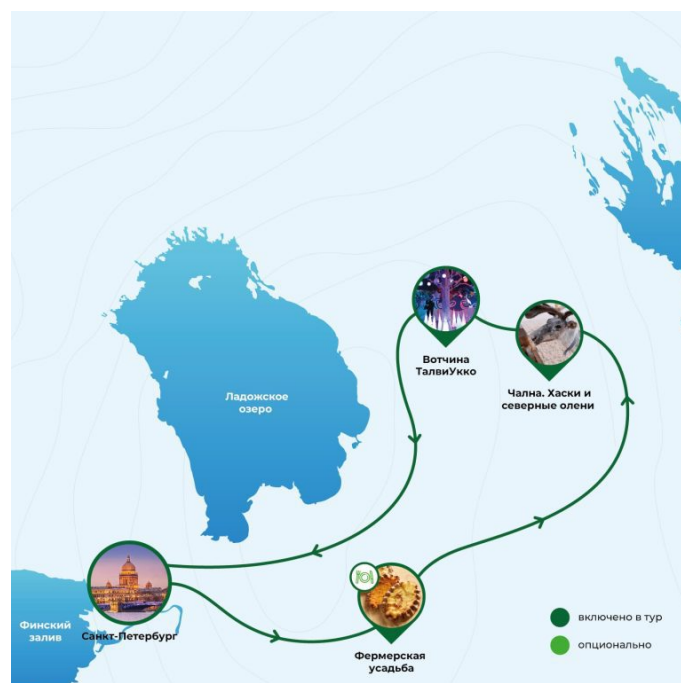 Вотчина
ТалвиУкко
Чална. Хаски и
северные олени
Ладожское
озеро
Финский
залив
Санкт-Петербург
Фермерская
усадьба
включено в тур
опционально